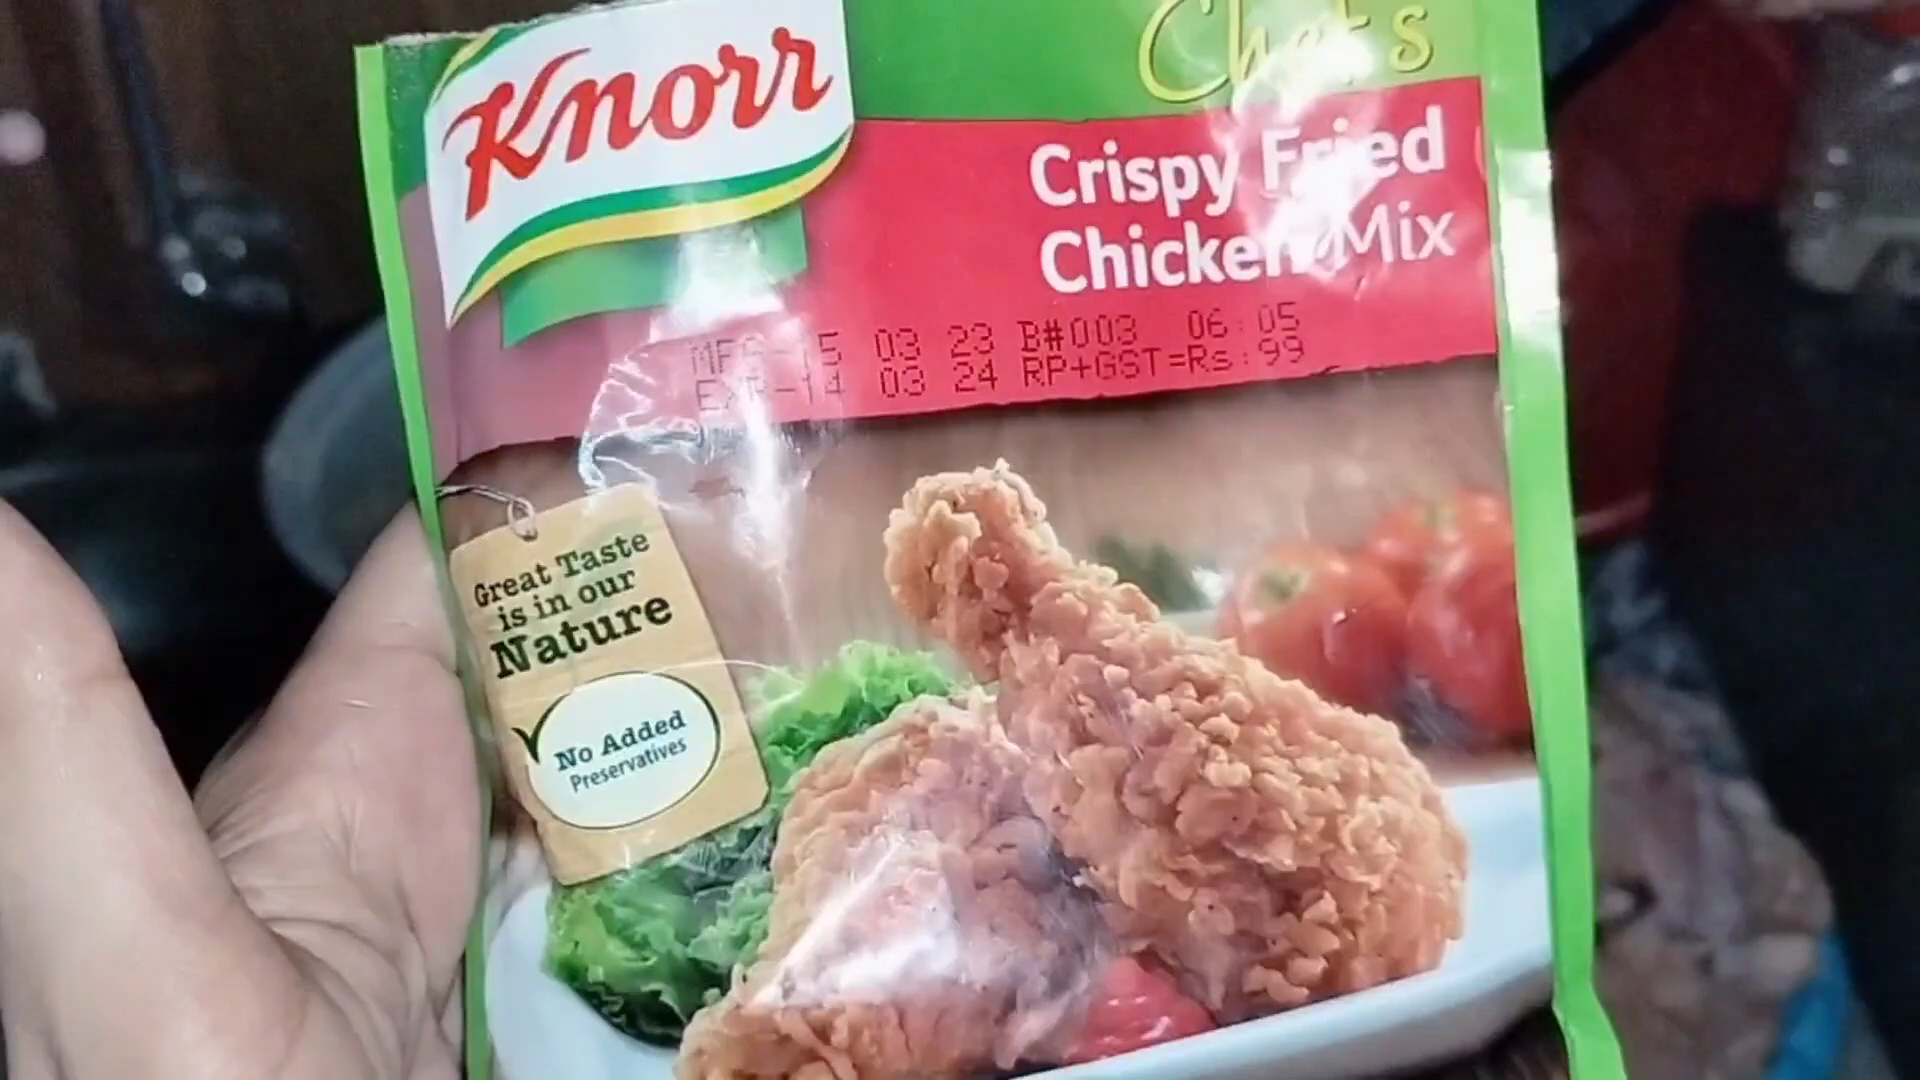 Knorr
Chef's
Crispy Fried
Chicken Mix
MFG-15 03 23 B#003 06:05
EXP-14 03 24 RP+GST=Rs:99
Great Taste
is in our
Nature
No Added
Preservatives